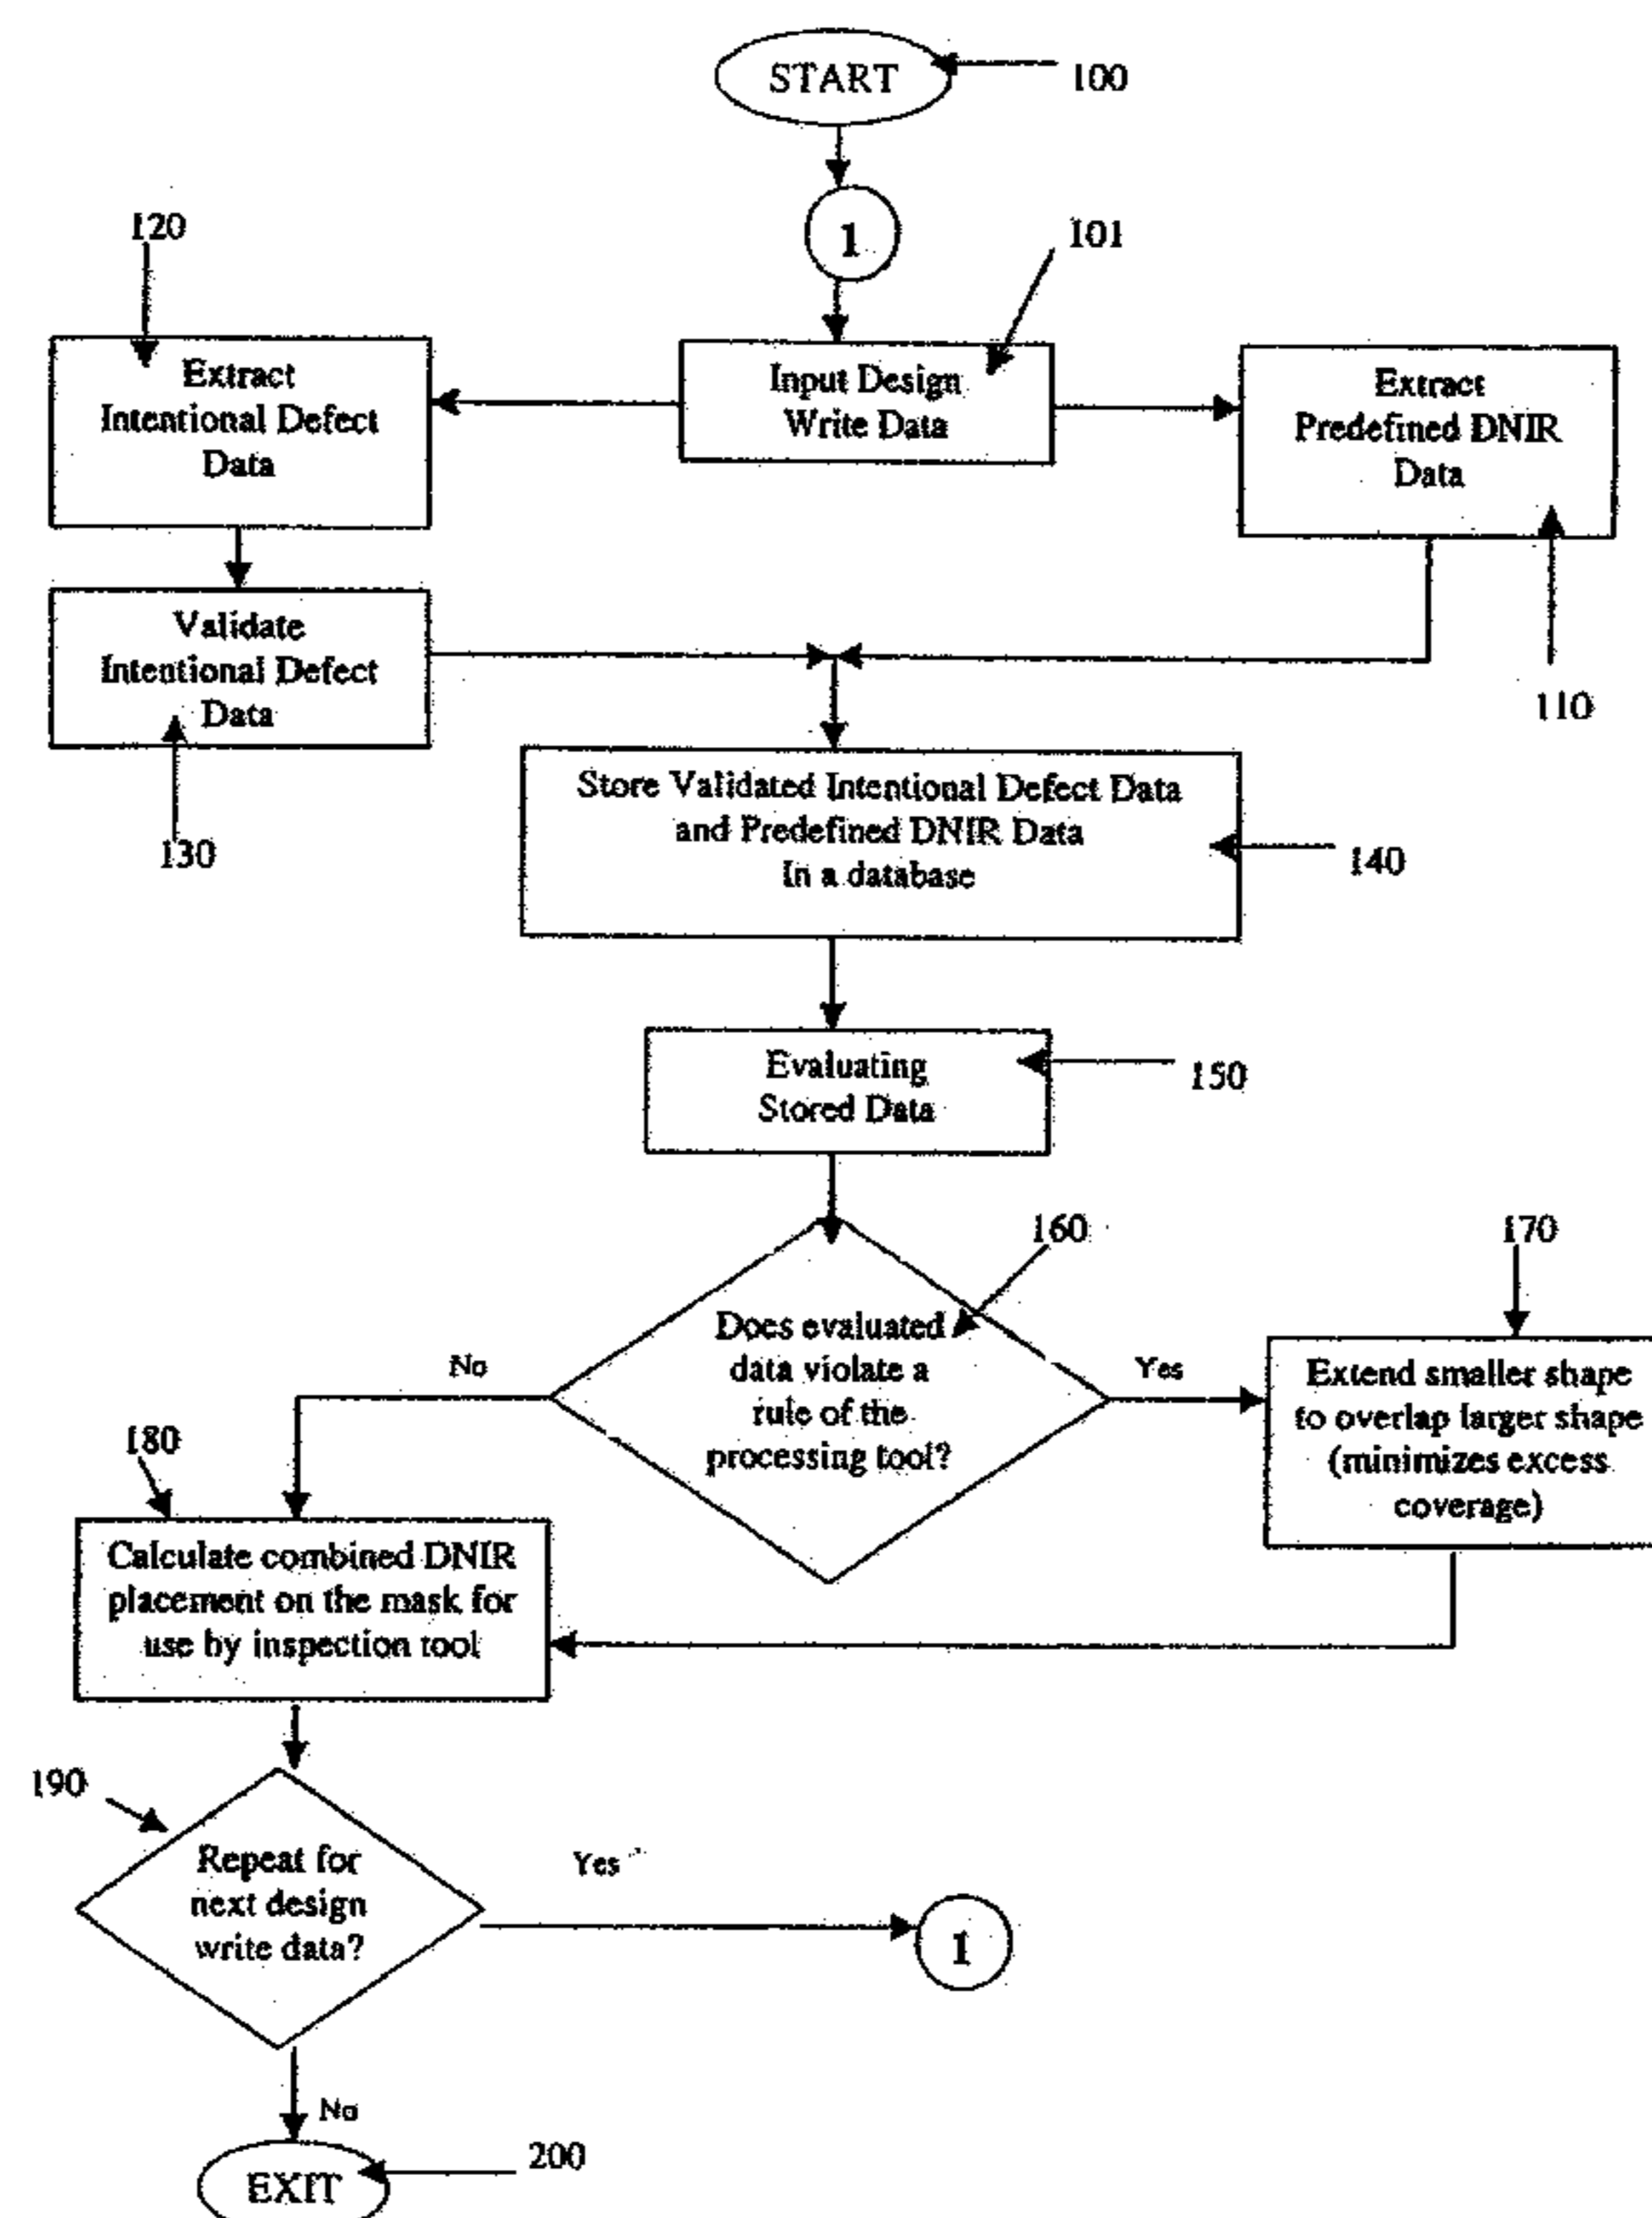 START
100
1
120
101
Extract
Intentional Defect
Data
Input Design
Write Data
Extract
Predefined DNIR
Data
Validate
Intentional Defect
Data
110
130
Store Validated Intentional Defect Data
and Predefined DNIR Data
In a database
140
Evaluating
Stored Data
150
160
170
Does evaluated
data violate a
rule of the
processing tool?
No
Yes
Extend smaller shape
to overlap larger shape
(minimizes excess
coverage)
180
Calculate combined DNIR
placement on the mask for
use by inspection tool
190
Repeat for
next design
write data?
Yes
1
No
200
EXIT